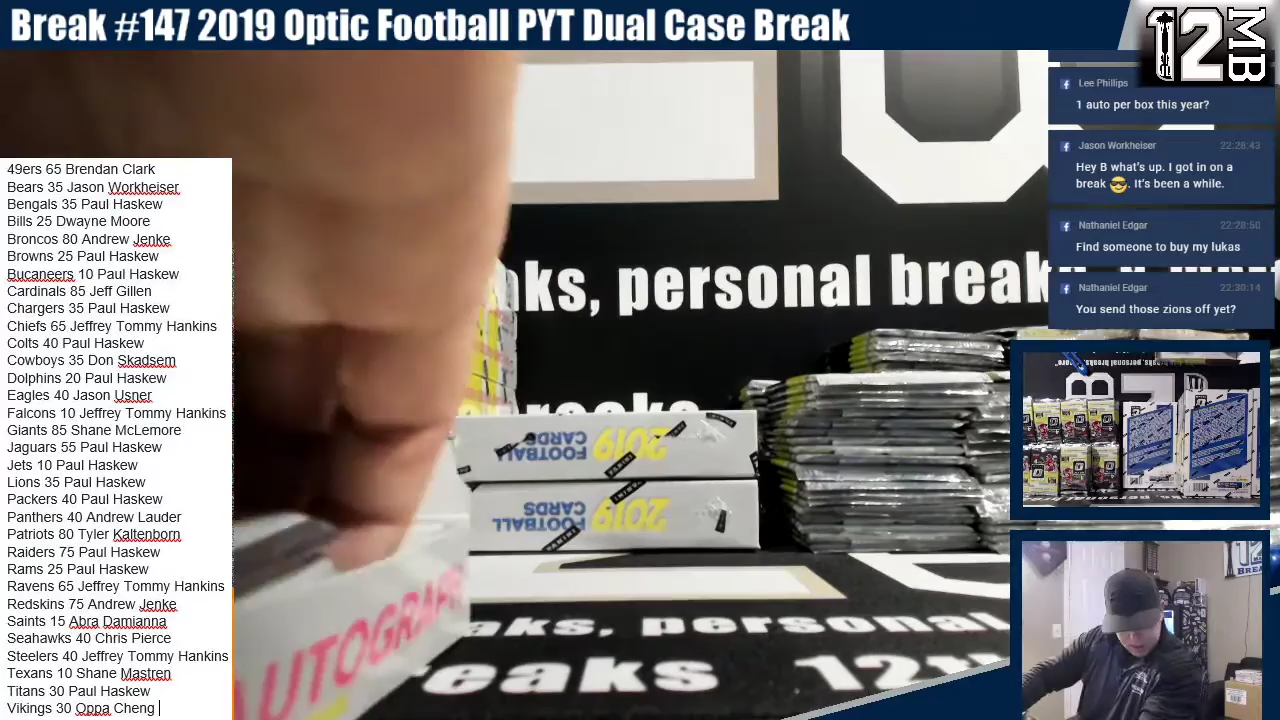 Break #147 2019 Optic Football PYT Dual Case Break
12
MB
Lee Phillips
1 auto per box this year?
Jason Workheiser 22:28:43
Hey B what's up. I got in on a
break 😎. It's been a while.
Nathaniel Edgar 22:28:50
Find someone to buy my lukas
Nathaniel Edgar 22:30:14
You send those zions off yet?
49ers 65 Brendan Clark
Bears 35 Jason Workheiser
Bengals 35 Paul Haskew
Bills 25 Dwayne Moore
Broncos 80 Andrew Jenke
Browns 25 Paul Haskew
Bucaneers 10 Paul Haskew
Cardinals 85 Jeff Gillen
Chargers 35 Paul Haskew
Chiefs 65 Jeffrey Tommy Hankins
Colts 40 Paul Haskew
Cowboys 35 Don Skadsem
Dolphins 20 Paul Haskew
Eagles 40 Jason Usner
Falcons 10 Jeffrey Tommy Hankins
Giants 85 Shane McLemore
Jaguars 55 Paul Haskew
Jets 10 Paul Haskew
Lions 35 Paul Haskew
Packers 40 Paul Haskew
Panthers 40 Andrew Lauder
Patriots 80 Tyler Kaltenborn
Raiders 75 Paul Haskew
Rams 25 Paul Haskew
Ravens 65 Jeffrey Tommy Hankins
Redskins 75 Andrew Jenke
Saints 15 Abra Damianna
Seahawks 40 Chris Pierce
Steelers 40 Jeffrey Tommy Hankins
Texans 10 Shane Mastren
Titans 30 Paul Haskew
Vikings 30 Oppa Cheng
aks, personal break
breaks
2019 FOOTBALL CARDS
PANINI
2019 FOOTBALL CARDS
PANINI
AUTOGRAPH
aks, personal
breaks 12th